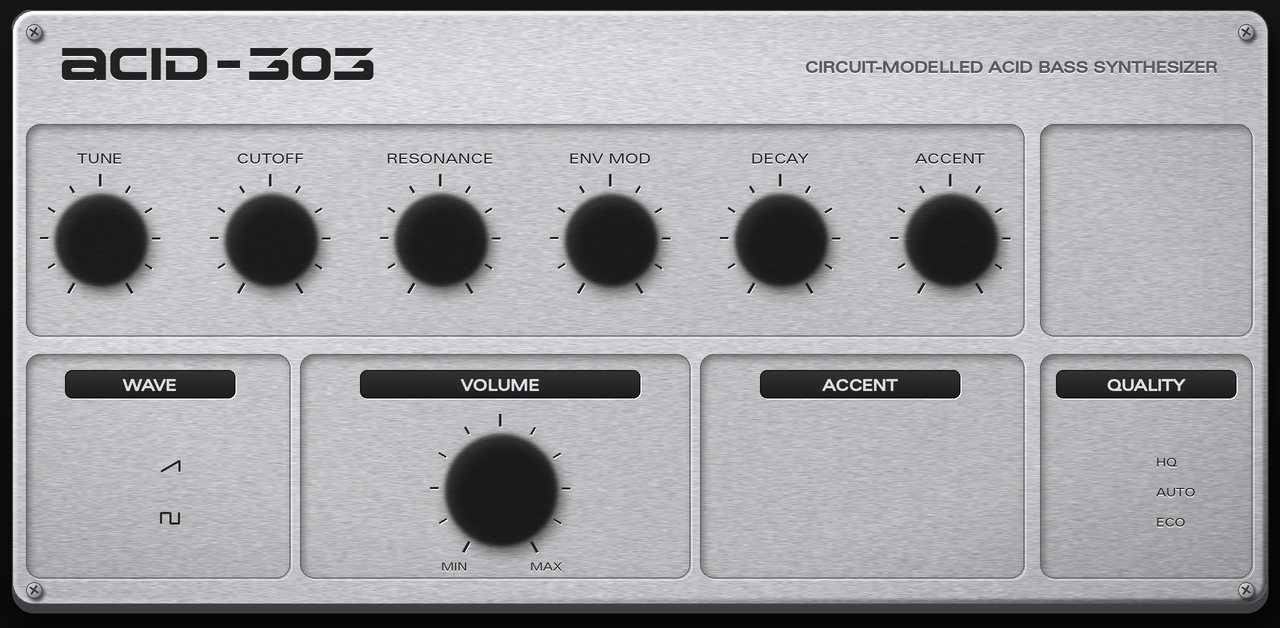 ACID-303
CIRCUIT-MODELLED ACID BASS SYNTHESIZER
TUNE
CUTOFF
RESONANCE
ENV MOD
DECAY
ACCENT
WAVE
VOLUME
ACCENT
QUALITY
HQ
AUTO
ECO
MIN
MAX